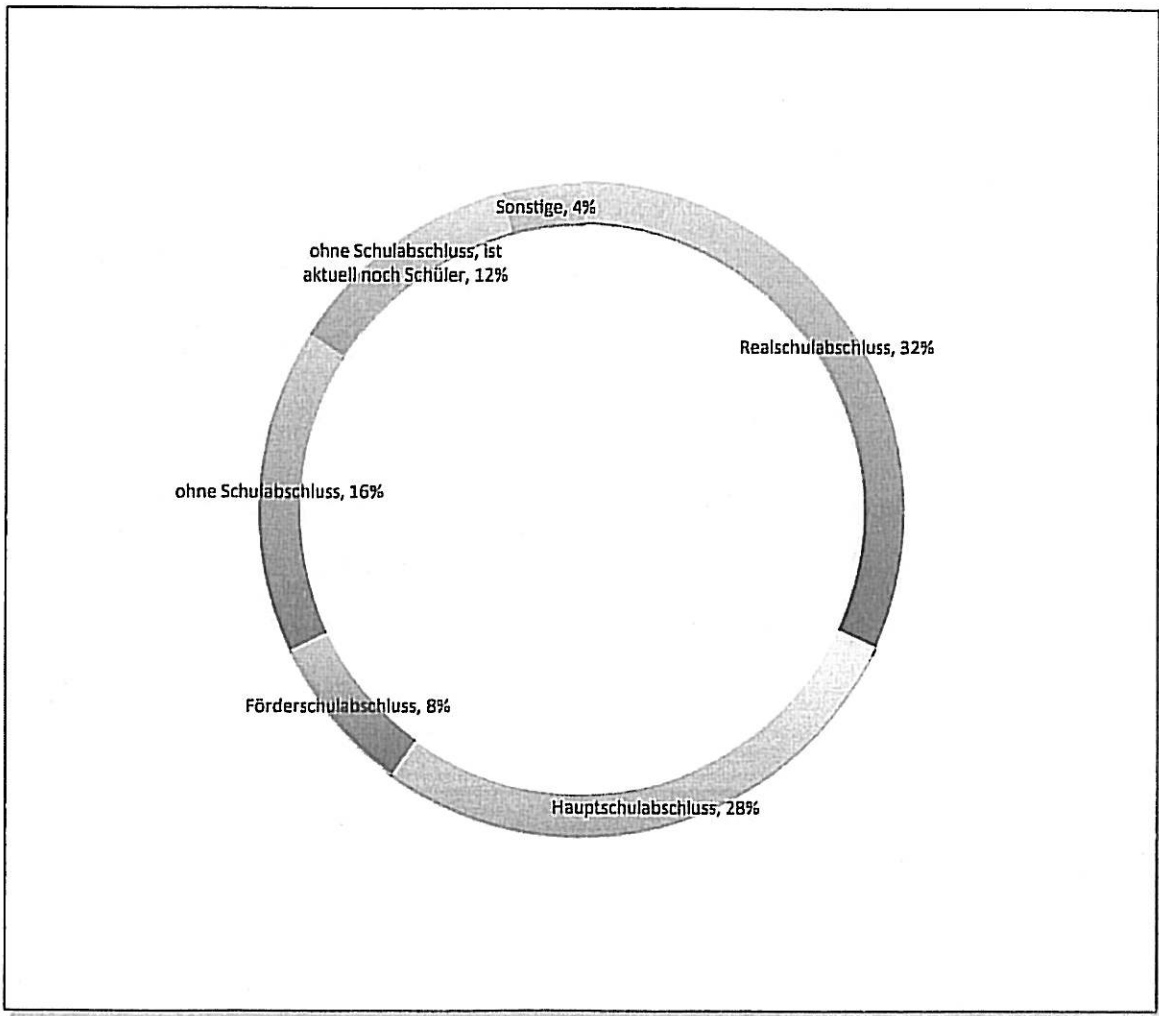 Sonstige, 4%
ohne Schulabschluss, ist
aktuell noch Schüler, 12%
Realschulabschluss, 32%
ohne Schulabschluss, 16%
Förderschulabschluss, 8%
Hauptschulabschluss, 28%